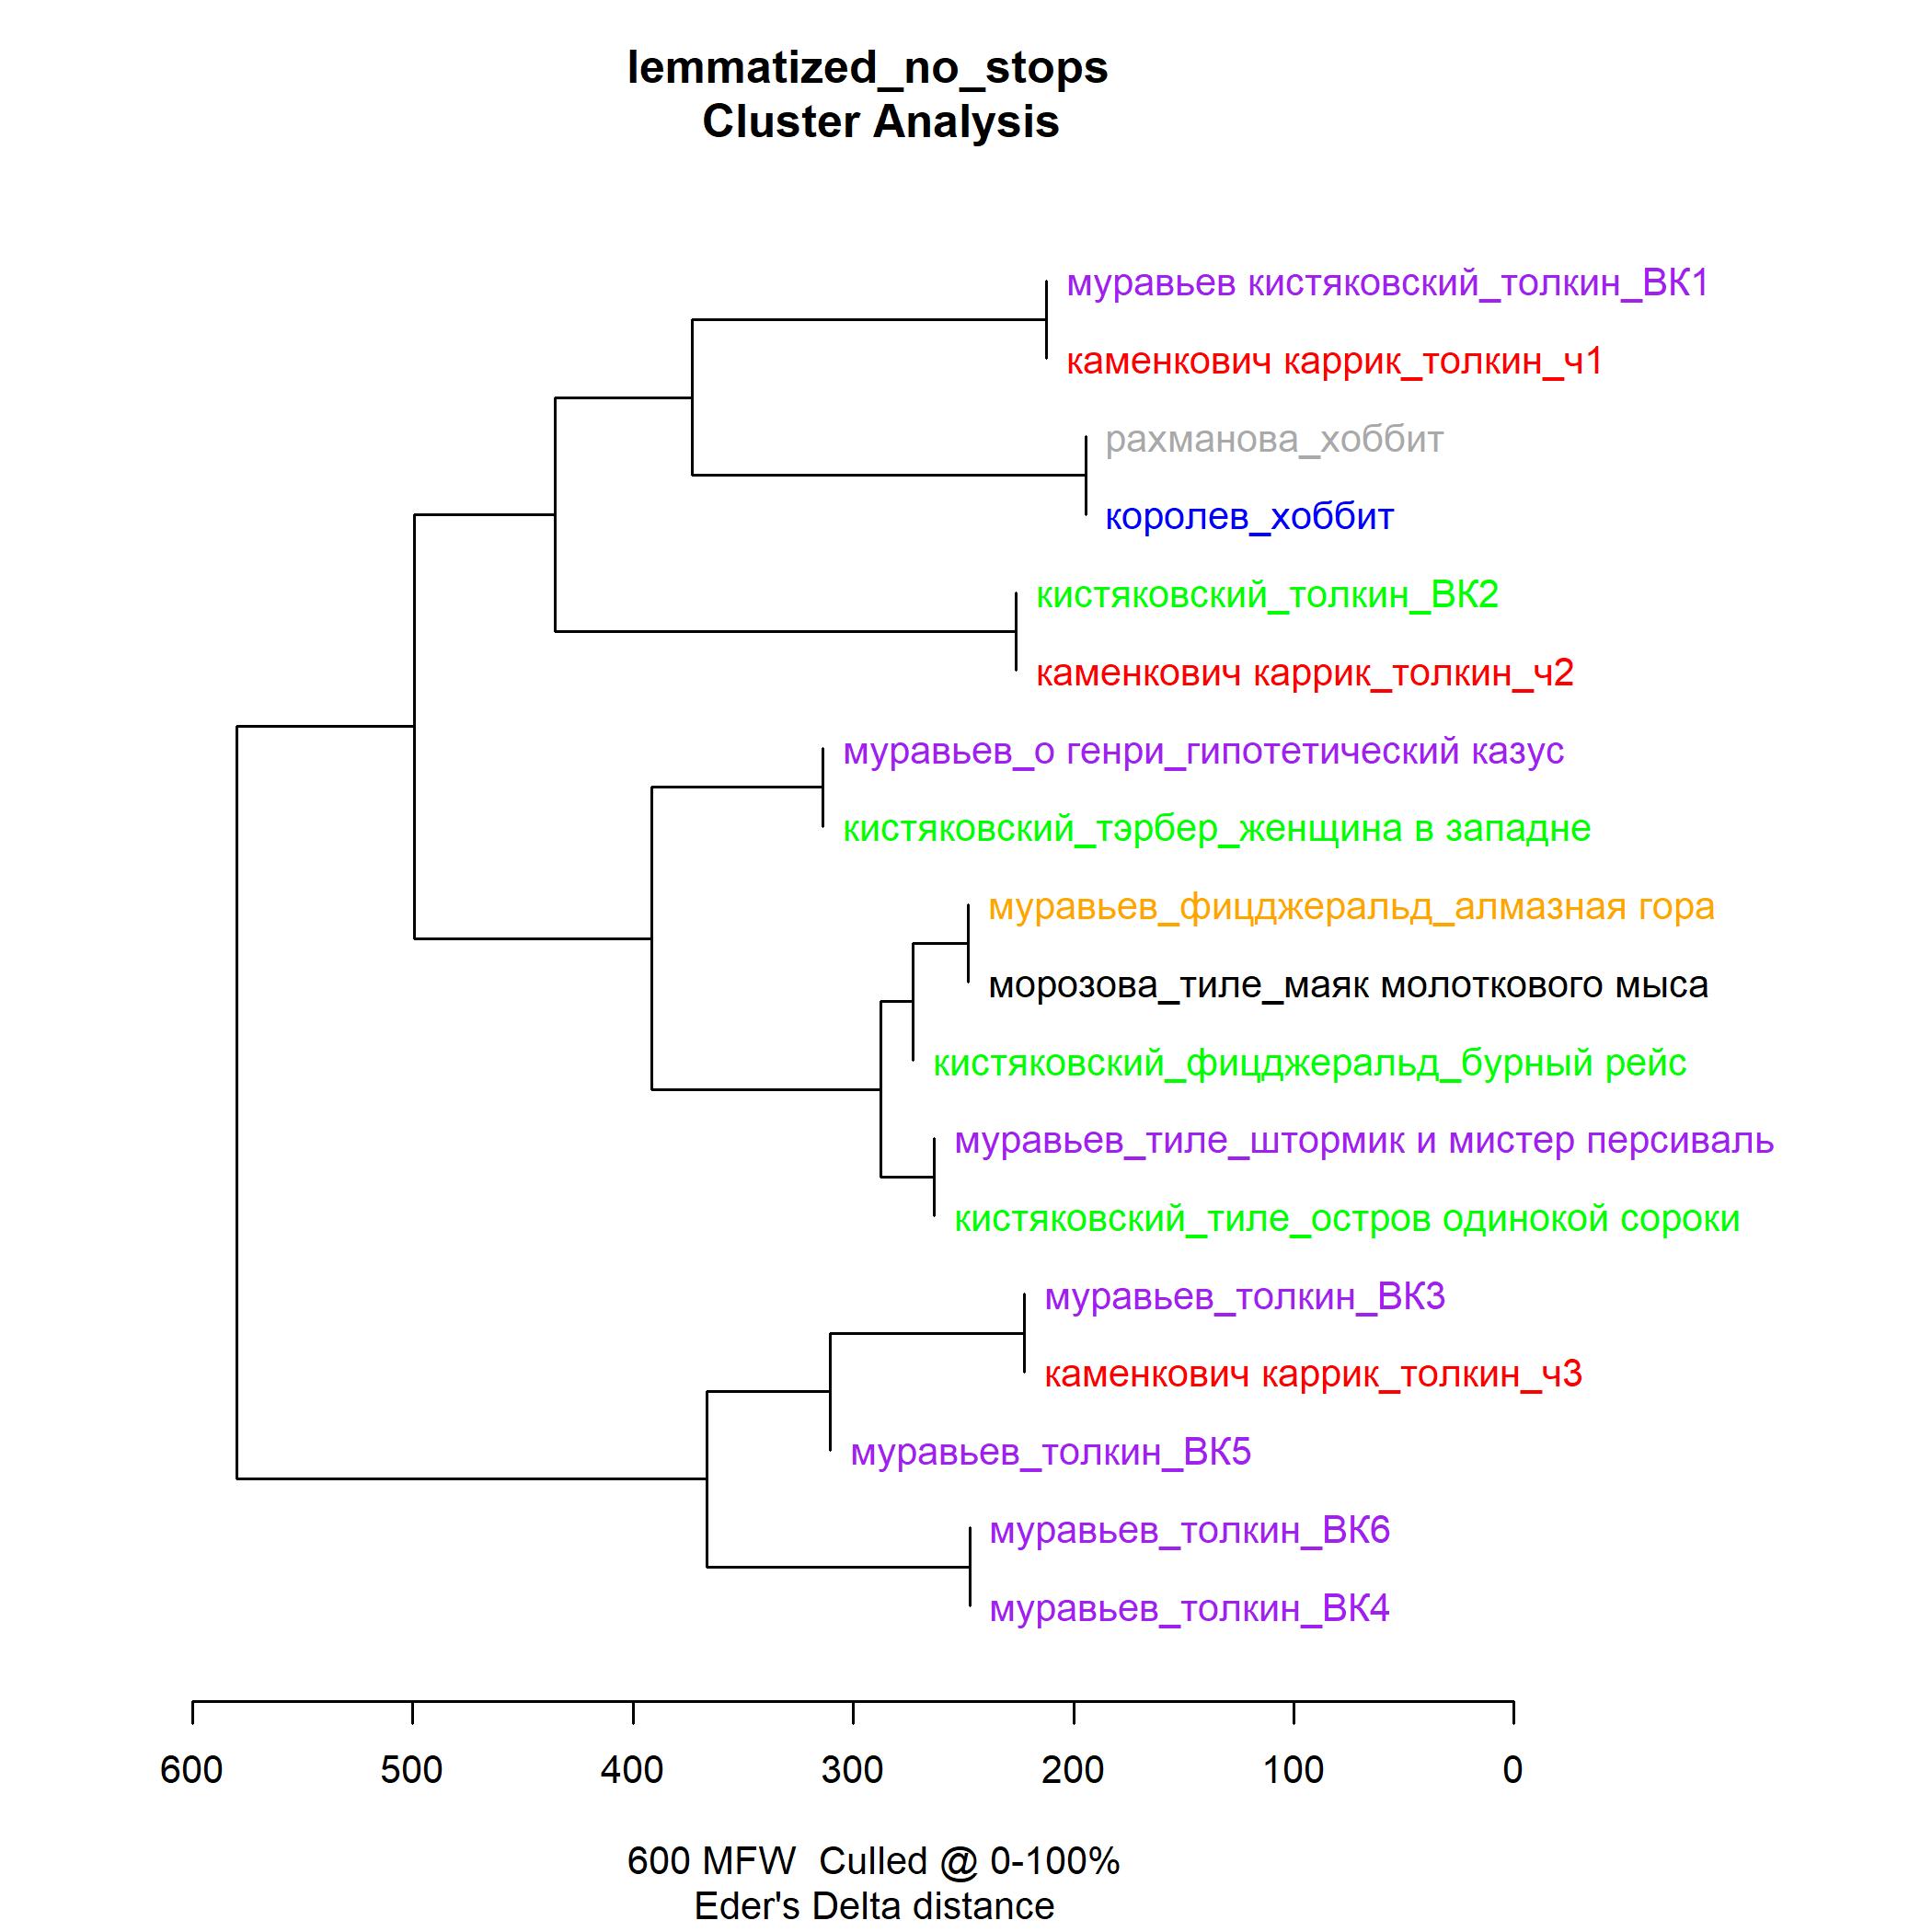 lemmatized_no_stops
Cluster Analysis
муравьев кистяковский_толкин_ВК1
каменкович каррик_толкин_ч1
рахманова_хоббит
королев_хоббит
кистяковский_толкин_ВК2
каменкович каррик_толкин_ч2
муравьев_о генри_гипотетический казус
кистяковский_тэрбер_женщина в западне
муравьев_фицджеральд_алмазная гора
морозова_тиле_маяк молоткового мыса
кистяковский_фицджеральд_бурный рейс
муравьев_тиле_штормик и мистер персиваль
кистяковский_тиле_остров одинокой сороки
муравьев_толкин_ВК3
каменкович каррик_толкин_ч3
муравьев_толкин_ВК5
муравьев_толкин_ВК6
муравьев_толкин_ВК4
600 500 400 300 200 100 0
600 MFW  Culled @ 0-100%
Eder's Delta distance